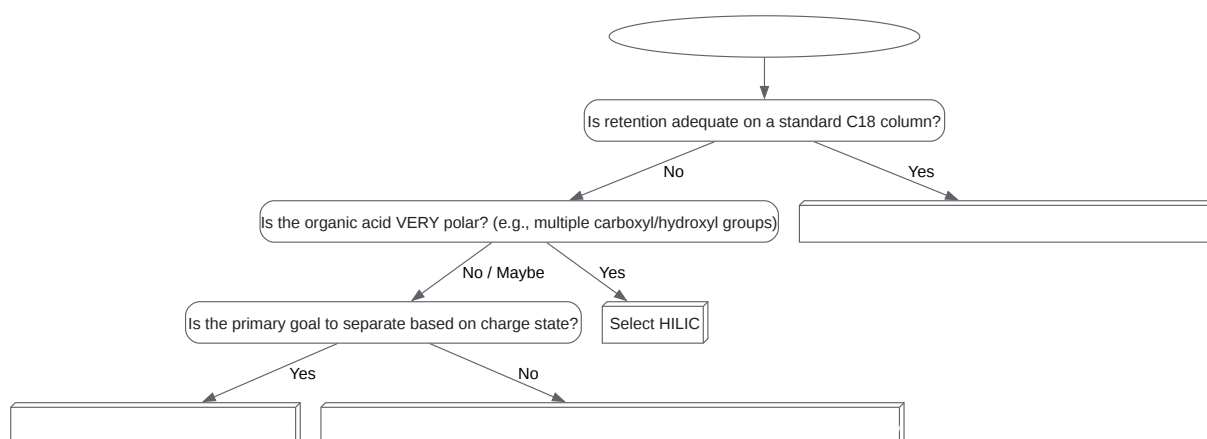 Is retention adequate on a standard C18 column?
No
Yes
Is the organic acid VERY polar? (e.g., multiple carboxyl/hydroxyl groups)
No / Maybe
Yes
Is the primary goal to separate based on charge state?
Select HILIC
Yes
No